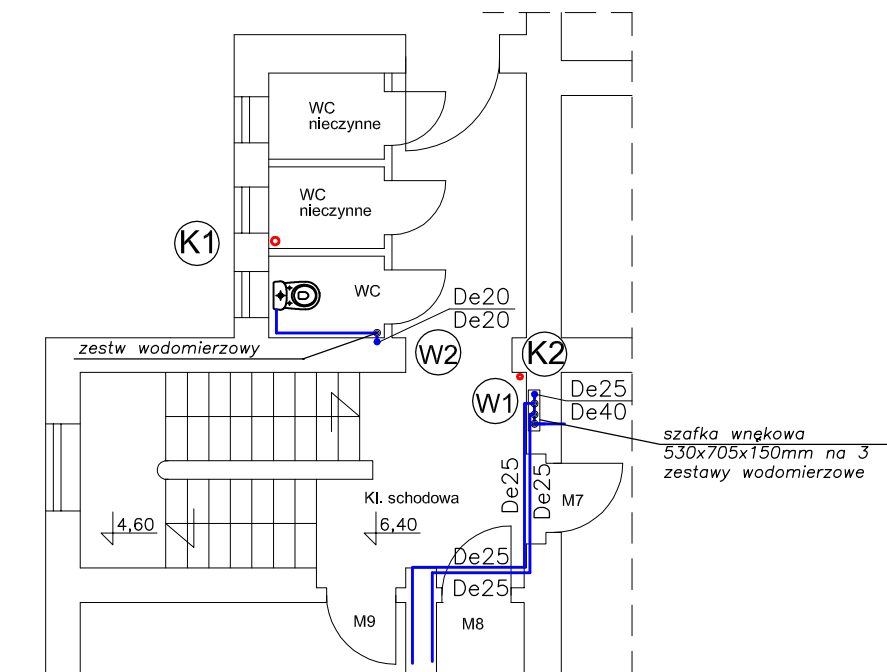 WC
nieczynne
WC
nieczynne
K1
WC
De20
De20
zestw wodomierzowy
W2
K2
W1
De25
De40
szafka wnękowa
530x705x150mm na 3
zestawy wodomierzowe
De25
De25
M7
Kl. schodowa
4,60
6,40
De25
De25
M9
M8